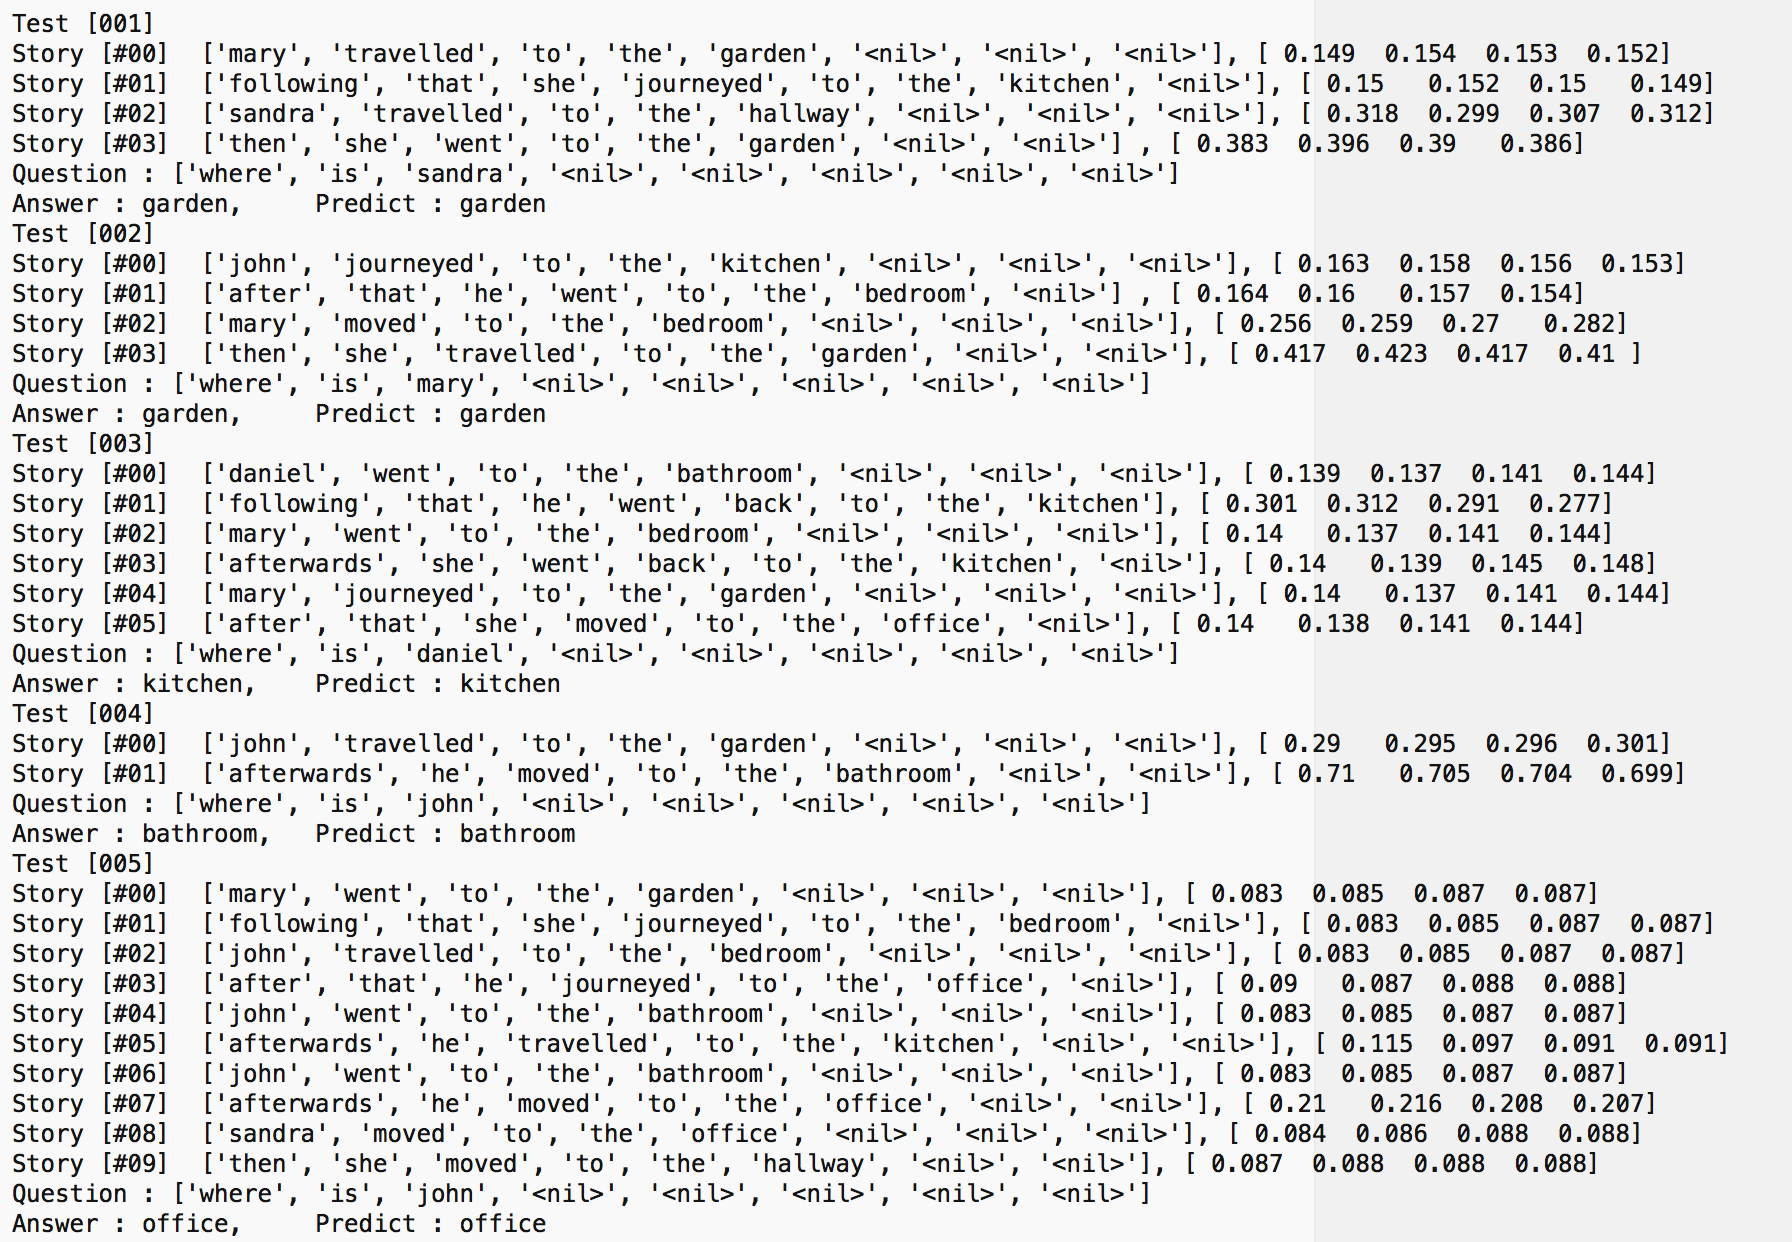 Test [001]
Story [#00]  ['mary', 'travelled', 'to', 'the', 'garden', '<nil>', '<nil>', '<nil>'], [ 0.149  0.154  0.153  0.152]
Story [#01]  ['following', 'that', 'she', 'journeyed', 'to', 'the', 'kitchen', '<nil>'], [ 0.15   0.152  0.15   0.149]
Story [#02]  ['sandra', 'travelled', 'to', 'the', 'hallway', '<nil>', '<nil>', '<nil>'], [ 0.318  0.299  0.307  0.312]
Story [#03]  ['then', 'she', 'went', 'to', 'the', 'garden', '<nil>', '<nil>'] , [ 0.383  0.396  0.39   0.386]
Question : ['where', 'is', 'sandra', '<nil>', '<nil>', '<nil>', '<nil>', '<nil>']
Answer : garden,     Predict : garden
Test [002]
Story [#00]  ['john', 'journeyed', 'to', 'the', 'kitchen', '<nil>', '<nil>', '<nil>'], [ 0.163  0.158  0.156  0.153]
Story [#01]  ['after', 'that', 'he', 'went', 'to', 'the', 'bedroom', '<nil>'] , [ 0.164  0.16   0.157  0.154]
Story [#02]  ['mary', 'moved', 'to', 'the', 'bedroom', '<nil>', '<nil>', '<nil>'], [ 0.256  0.259  0.27   0.282]
Story [#03]  ['then', 'she', 'travelled', 'to', 'the', 'garden', '<nil>', '<nil>'], [ 0.417  0.423  0.417  0.41 ]
Question : ['where', 'is', 'mary', '<nil>', '<nil>', '<nil>', '<nil>', '<nil>']
Answer : garden,     Predict : garden
Test [003]
Story [#00]  ['daniel', 'went', 'to', 'the', 'bathroom', '<nil>', '<nil>', '<nil>'], [ 0.139  0.137  0.141  0.144]
Story [#01]  ['following', 'that', 'he', 'went', 'back', 'to', 'the', 'kitchen'], [ 0.301  0.312  0.291  0.277]
Story [#02]  ['mary', 'went', 'to', 'the', 'bedroom', '<nil>', '<nil>', '<nil>'], [ 0.14   0.137  0.141  0.144]
Story [#03]  ['afterwards', 'she', 'went', 'back', 'to', 'the', 'kitchen', '<nil>'], [ 0.14   0.139  0.145  0.148]
Story [#04]  ['mary', 'journeyed', 'to', 'the', 'garden', '<nil>', '<nil>', '<nil>'], [ 0.14   0.137  0.141  0.144]
Story [#05]  ['after', 'that', 'she', 'moved', 'to', 'the', 'office', '<nil>'], [ 0.14   0.138  0.141  0.144]
Question : ['where', 'is', 'daniel', '<nil>', '<nil>', '<nil>', '<nil>', '<nil>']
Answer : kitchen,    Predict : kitchen
Test [004]
Story [#00]  ['john', 'travelled', 'to', 'the', 'garden', '<nil>', '<nil>', '<nil>'], [ 0.29   0.295  0.296  0.301]
Story [#01]  ['afterwards', 'he', 'moved', 'to', 'the', 'bathroom', '<nil>', '<nil>'], [ 0.71   0.705  0.704  0.699]
Question : ['where', 'is', 'john', '<nil>', '<nil>', '<nil>', '<nil>', '<nil>']
Answer : bathroom,   Predict : bathroom
Test [005]
Story [#00]  ['mary', 'went', 'to', 'the', 'garden', '<nil>', '<nil>', '<nil>'], [ 0.083  0.085  0.087  0.087]
Story [#01]  ['following', 'that', 'she', 'journeyed', 'to', 'the', 'bedroom', '<nil>'], [ 0.083  0.085  0.087  0.087]
Story [#02]  ['john', 'travelled', 'to', 'the', 'bedroom', '<nil>', '<nil>', '<nil>'], [ 0.083  0.085  0.087  0.087]
Story [#03]  ['after', 'that', 'he', 'journeyed', 'to', 'the', 'office', '<nil>'], [ 0.09   0.087  0.088  0.088]
Story [#04]  ['john', 'went', 'to', 'the', 'bathroom', '<nil>', '<nil>', '<nil>'], [ 0.083  0.085  0.087  0.087]
Story [#05]  ['afterwards', 'he', 'travelled', 'to', 'the', 'kitchen', '<nil>', '<nil>'], [ 0.115  0.097  0.091  0.091]
Story [#06]  ['john', 'went', 'to', 'the', 'bathroom', '<nil>', '<nil>', '<nil>'], [ 0.083  0.085  0.087  0.087]
Story [#07]  ['afterwards', 'he', 'moved', 'to', 'the', 'office', '<nil>', '<nil>'], [ 0.21   0.216  0.208  0.207]
Story [#08]  ['sandra', 'moved', 'to', 'the', 'office', '<nil>', '<nil>', '<nil>'], [ 0.084  0.086  0.088  0.088]
Story [#09]  ['then', 'she', 'moved', 'to', 'the', 'hallway', '<nil>', '<nil>'], [ 0.087  0.088  0.088  0.088]
Question : ['where', 'is', 'john', '<nil>', '<nil>', '<nil>', '<nil>', '<nil>']
Answer : office,     Predict : office